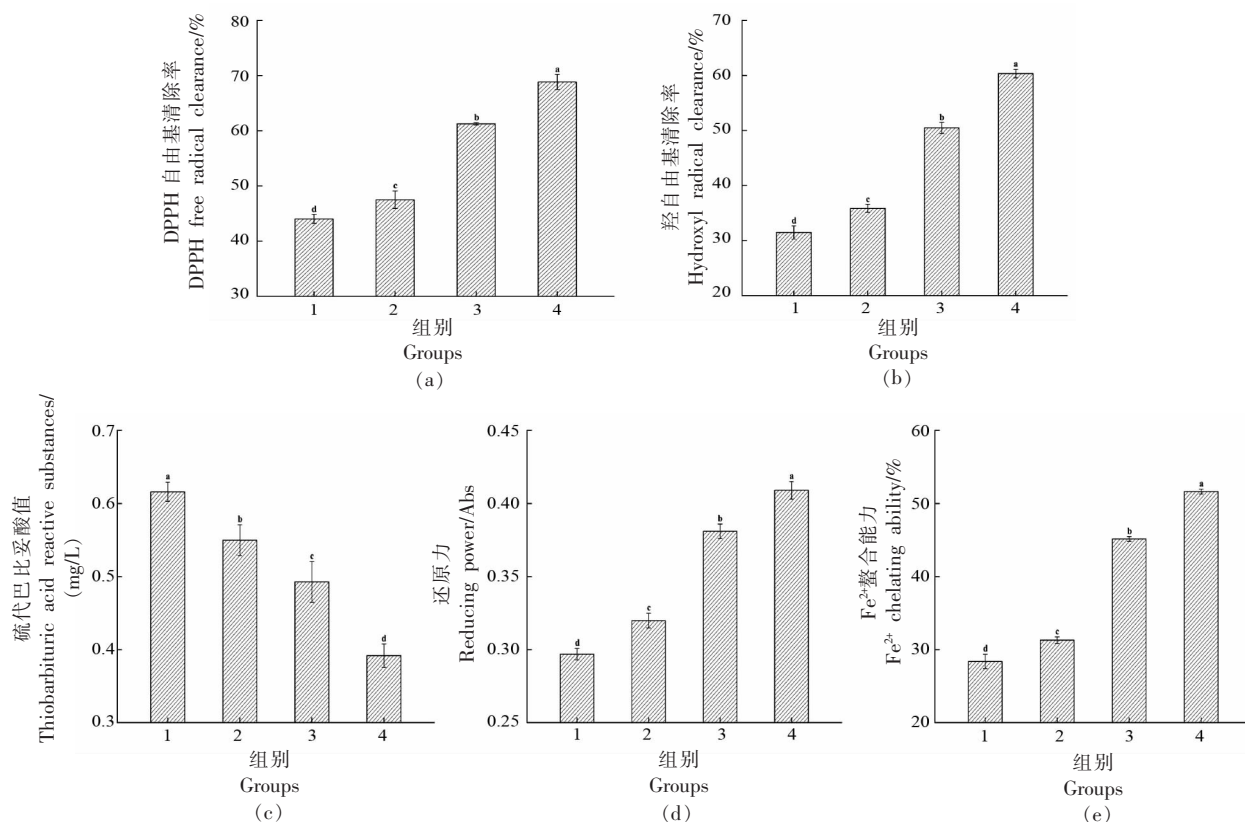 DPPH 自由基清除率
DPPH free radical clearance/%
80
70
60
50
40
30
d
c
b
a
1 2 3 4
组别
Groups
(a)
羟自由基清除率
Hydroxyl radical clearance/%
70
60
50
40
30
20
d
c
b
a
1 2 3 4
组别
Groups
(b)
硫代巴比妥酸值
Thiobarbituric acid reactive substances/
(mg/L)
0.7
0.6
0.5
0.4
0.3
a
b
c
d
1 2 3 4
组别
Groups
(c)
还原力
Reducing power/Abs
0.45
0.40
0.35
0.30
0.25
d
c
b
a
1 2 3 4
组别
Groups
(d)
Fe²⁺螯合能力
Fe²⁺ chelating ability/%
60
50
40
30
20
d
c
b
a
1 2 3 4
组别
Groups
(e)